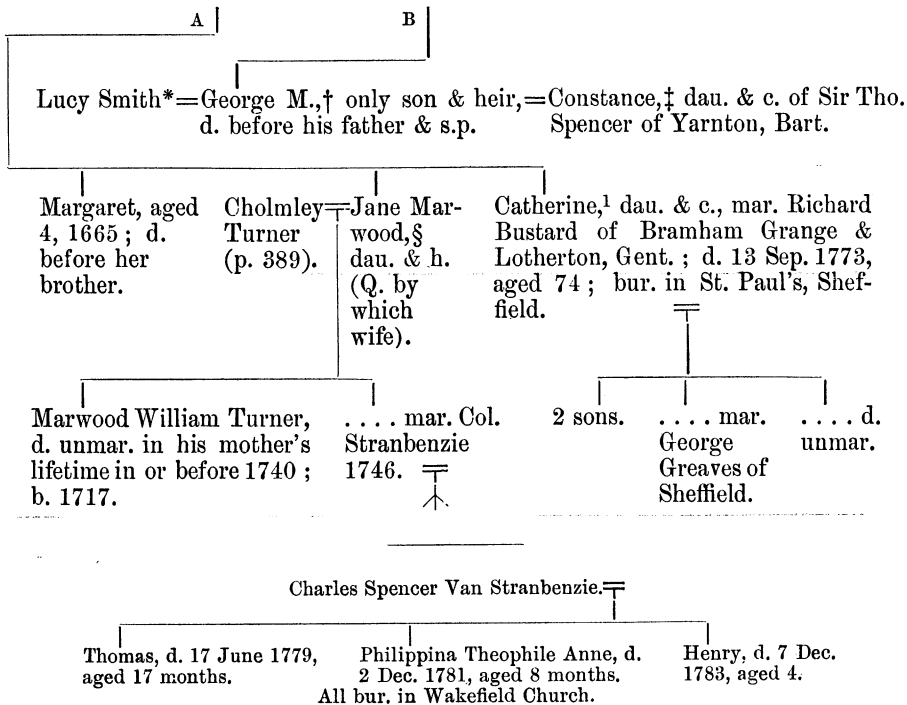 A
B
Lucy Smith*=George M.,† only son & heir,=Constance,‡ dau. & c. of Sir Tho.
d. before his father & s.p.
Spencer of Yarnton, Bart.
Margaret, aged
4, 1665 ; d.
before her
brother.
Cholmley
Turner
(p. 389).
Jane Mar-
wood,§
dau. & h.
(Q. by
which
wife).
Catherine,¹ dau. & c., mar. Richard
Bustard of Bramham Grange &
Lotherton, Gent. ; d. 13 Sep. 1773,
aged 74 ; bur. in St. Paul's, Shef-
field.
Marwood William Turner,
d. unmar. in his mother's
lifetime in or before 1740 ;
b. 1717.
. . . . mar. Col.
Stranbenzie
1746.
2 sons.
. . . . mar.
George
Greaves of
Sheffield.
. . . . d.
unmar.
Charles Spencer Van Stranbenzie.
Thomas, d. 17 June 1779,
aged 17 months.
Philippina Theophile Anne, d.
2 Dec. 1781, aged 8 months.
Henry, d. 7 Dec.
1783, aged 4.
All bur. in Wakefield Church.